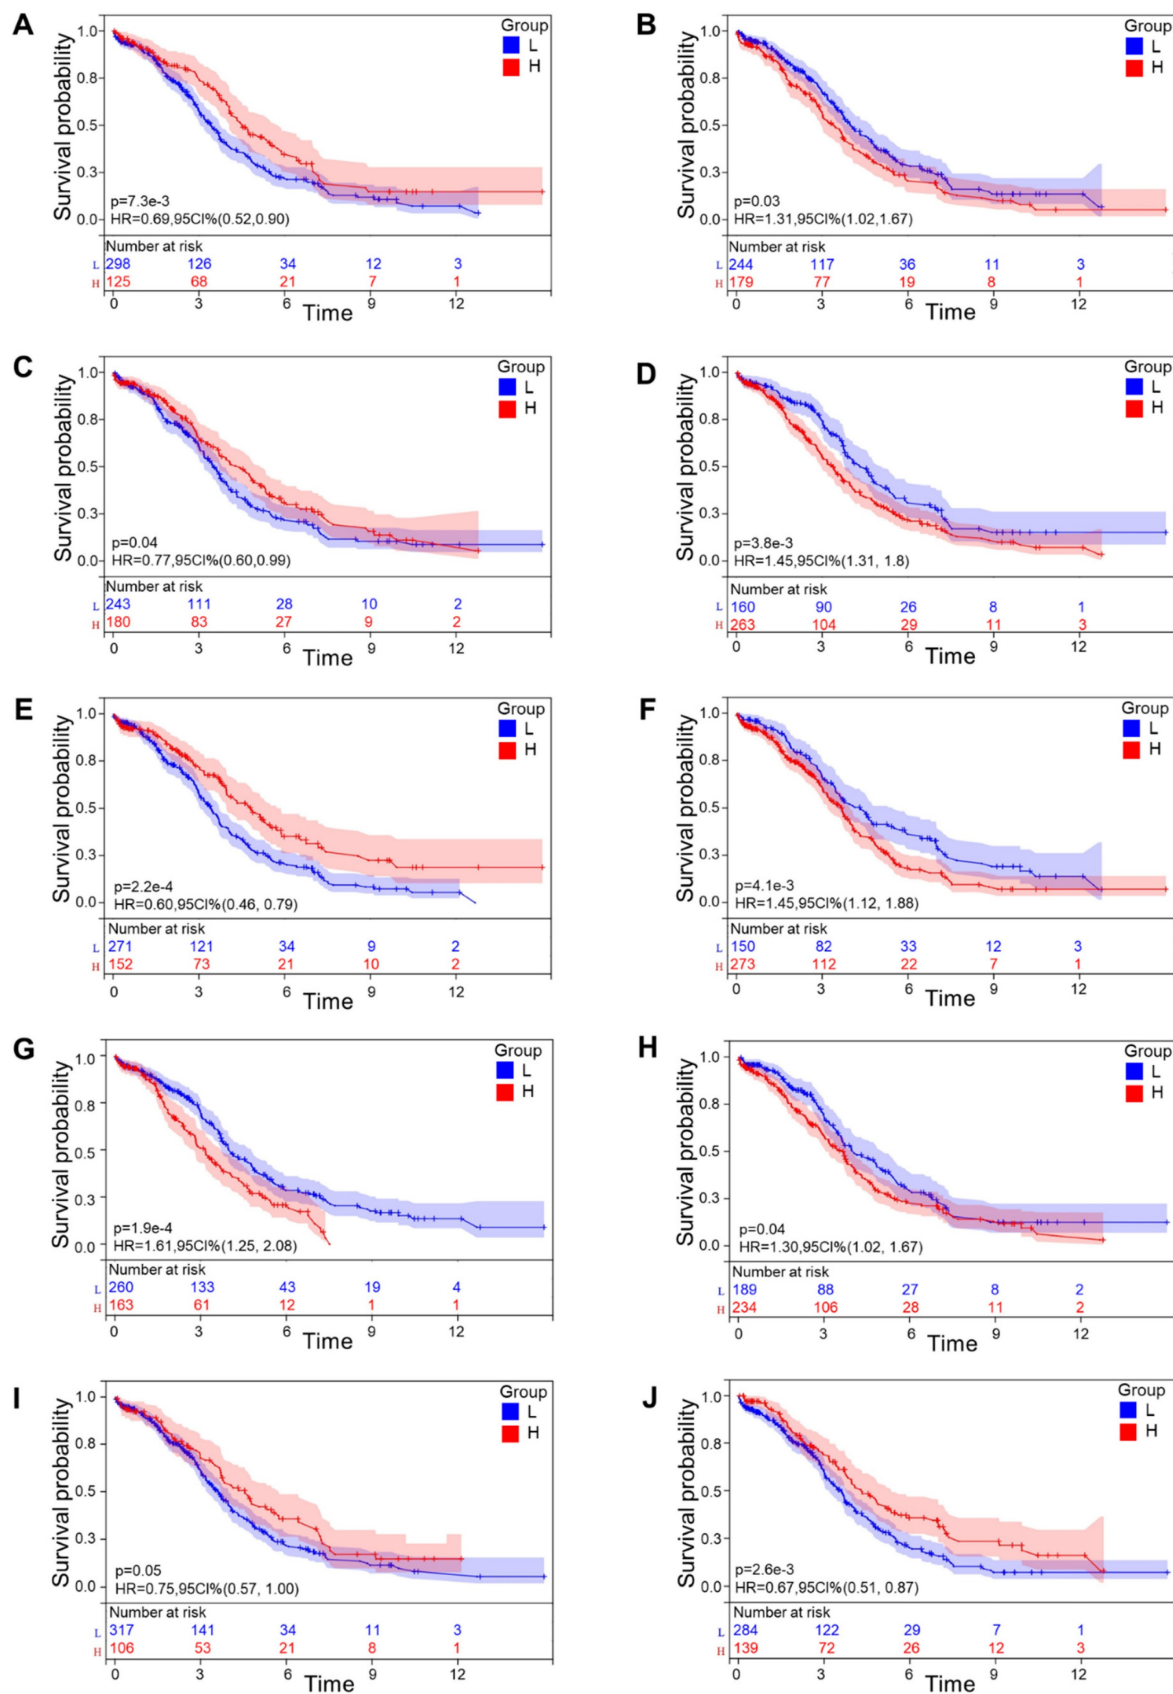 A
Group
L
H
Survival probability
1.0
0.8
0.5
0.3
0.0
p=7.3e-3
HR=0.69,95CI%(0.52,0.90)
Number at risk
L 298 126 34 12 3
H 125 68 21 7 1
0 3 6 9 12
Time
B
Group
L
H
Survival probability
1.0
0.8
0.5
0.3
0.0
p=0.03
HR=1.31,95CI%(1.02,1.67)
Number at risk
L 244 117 36 11 3
H 179 77 19 8 1
0 3 6 9 12
Time
C
Group
L
H
Survival probability
1.0
0.8
0.5
0.3
0.0
p=0.04
HR=0.77,95CI%(0.60,0.99)
Number at risk
L 243 111 28 10 2
H 180 83 27 9 2
0 3 6 9 12
Time
D
Group
L
H
Survival probability
1.0
0.8
0.5
0.3
0.0
p=3.8e-3
HR=1.45,95CI%(1.31, 1.8)
Number at risk
L 160 90 26 8 1
H 263 104 29 11 3
0 3 6 9 12
Time
E
Group
L
H
Survival probability
1.0
0.8
0.5
0.3
0.0
p=2.2e-4
HR=0.60,95CI%(0.46, 0.79)
Number at risk
L 271 121 34 9 2
H 152 73 21 10 2
0 3 6 9 12
Time
F
Group
L
H
Survival probability
1.0
0.8
0.5
0.3
0.0
p=4.1e-3
HR=1.45,95CI%(1.12, 1.88)
Number at risk
L 150 82 33 12 3
H 273 112 22 7 1
0 3 6 9 12
Time
G
Group
L
H
Survival probability
1.0
0.8
0.5
0.3
0.0
p=1.9e-4
HR=1.61,95CI%(1.25, 2.08)
Number at risk
L 260 133 43 19 4
H 163 61 12 1 1
0 3 6 9 12
Time
H
Group
L
H
Survival probability
1.0
0.8
0.5
0.3
0.0
p=0.04
HR=1.30,95CI%(1.02, 1.67)
Number at risk
L 189 88 27 8 2
H 234 106 28 11 2
0 3 6 9 12
Time
I
Group
L
H
Survival probability
1.0
0.8
0.5
0.3
0.0
p=0.05
HR=0.75,95CI%(0.57, 1.00)
Number at risk
L 317 141 34 11 3
H 106 53 21 8 1
0 3 6 9 12
Time
J
Group
L
H
Survival probability
1.0
0.8
0.5
0.3
0.0
p=2.6e-3
HR=0.67,95CI%(0.51, 0.87)
Number at risk
L 284 122 29 7 1
H 139 72 26 12 3
0 3 6 9 12
Time